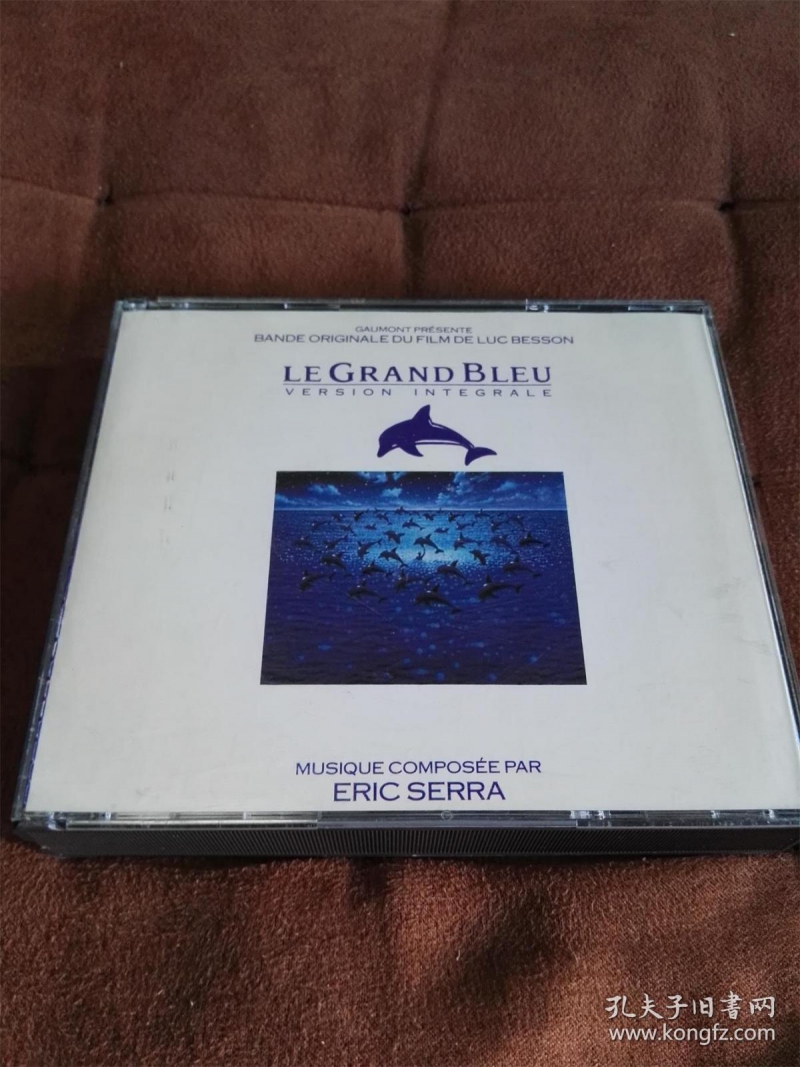 GAUMONT PRÉSENTE
BANDE ORIGINALE DU FILM DE LUC BESSON
LE GRAND BLEU
VERSION INTEGRALE
MUSIQUE COMPOSÉE PAR
ERIC SERRA
孔夫子旧书网
www.kongfz.com